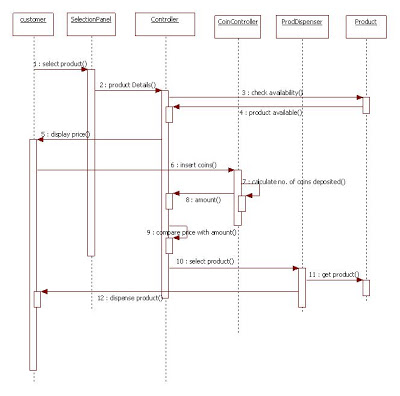 customer
SelectionPanel
Controller
CoinController
ProdDispenser
Product
1 : select product()
2 : product Details()
3 : check availability()
4 : product available()
5 : display price()
6 : insert coins()
7 : calculate no. of coins deposited()
8 : amount()
9 : compare price with amount()
10 : select product()
11 : get product()
12 : dispense product()